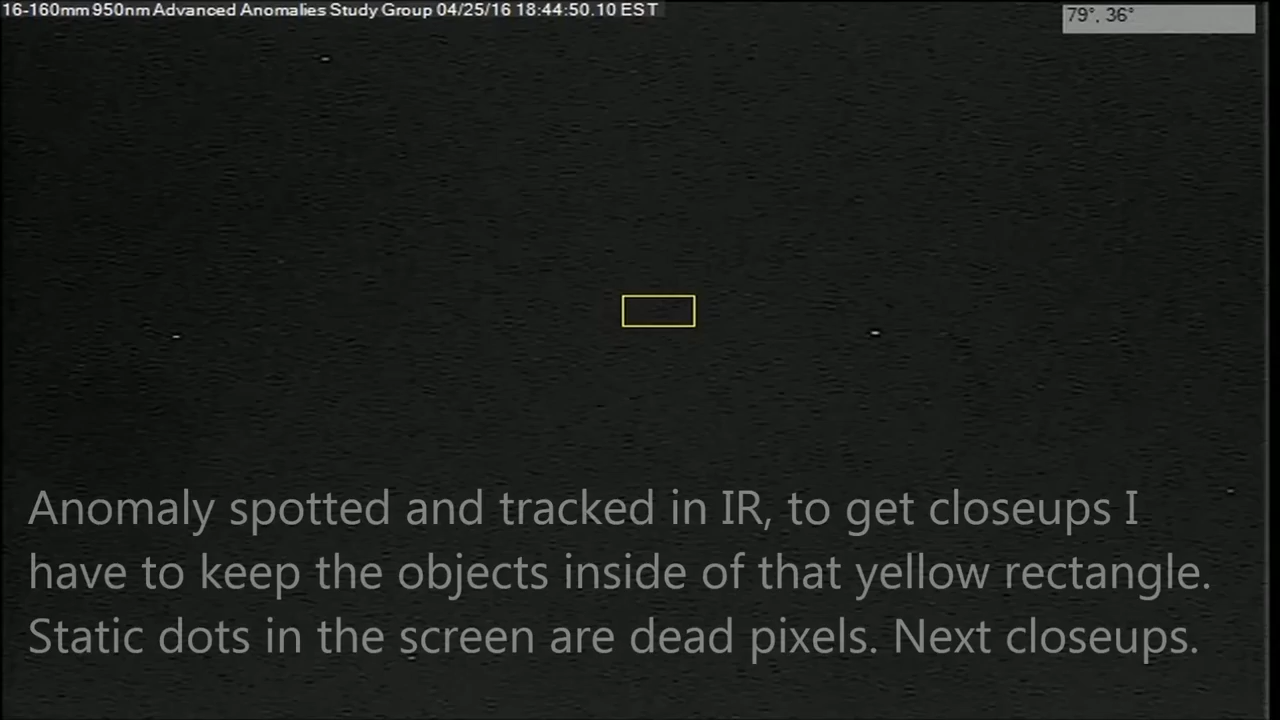 16-160mm 950nm Advanced Anomalies Study Group 04/25/16 18:44:50.10 EST
79°, 36°
Anomaly spotted and tracked in IR, to get closeups I
have to keep the objects inside of that yellow rectangle.
Static dots in the screen are dead pixels. Next closeups.